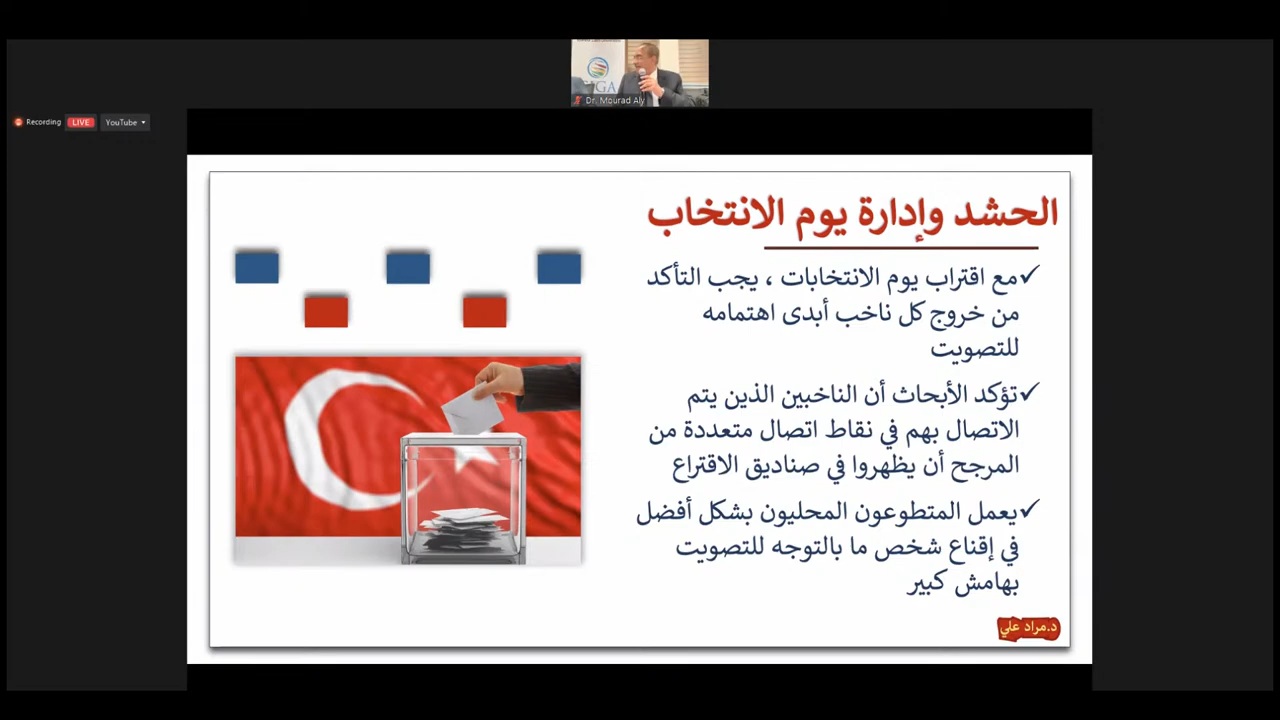 Dr. Mourad Aly
Recording LIVE YouTube
الحشد وإدارة يوم الانتخاب
مع اقتراب يوم الانتخابات ، يجب التأكد
من خروج كل ناخب أبدى اهتمامه
للتصويت
تؤكد الأبحاث أن الناخبين الذين يتم
الاتصال بهم في نقاط اتصال متعددة من
المرجح أن يظهروا في صناديق الاقتراع
يعمل المتطوعون المحليون بشكل أفضل
في إقناع شخص ما بالتوجه للتصويت
بهامش كبير
د.مراد علي